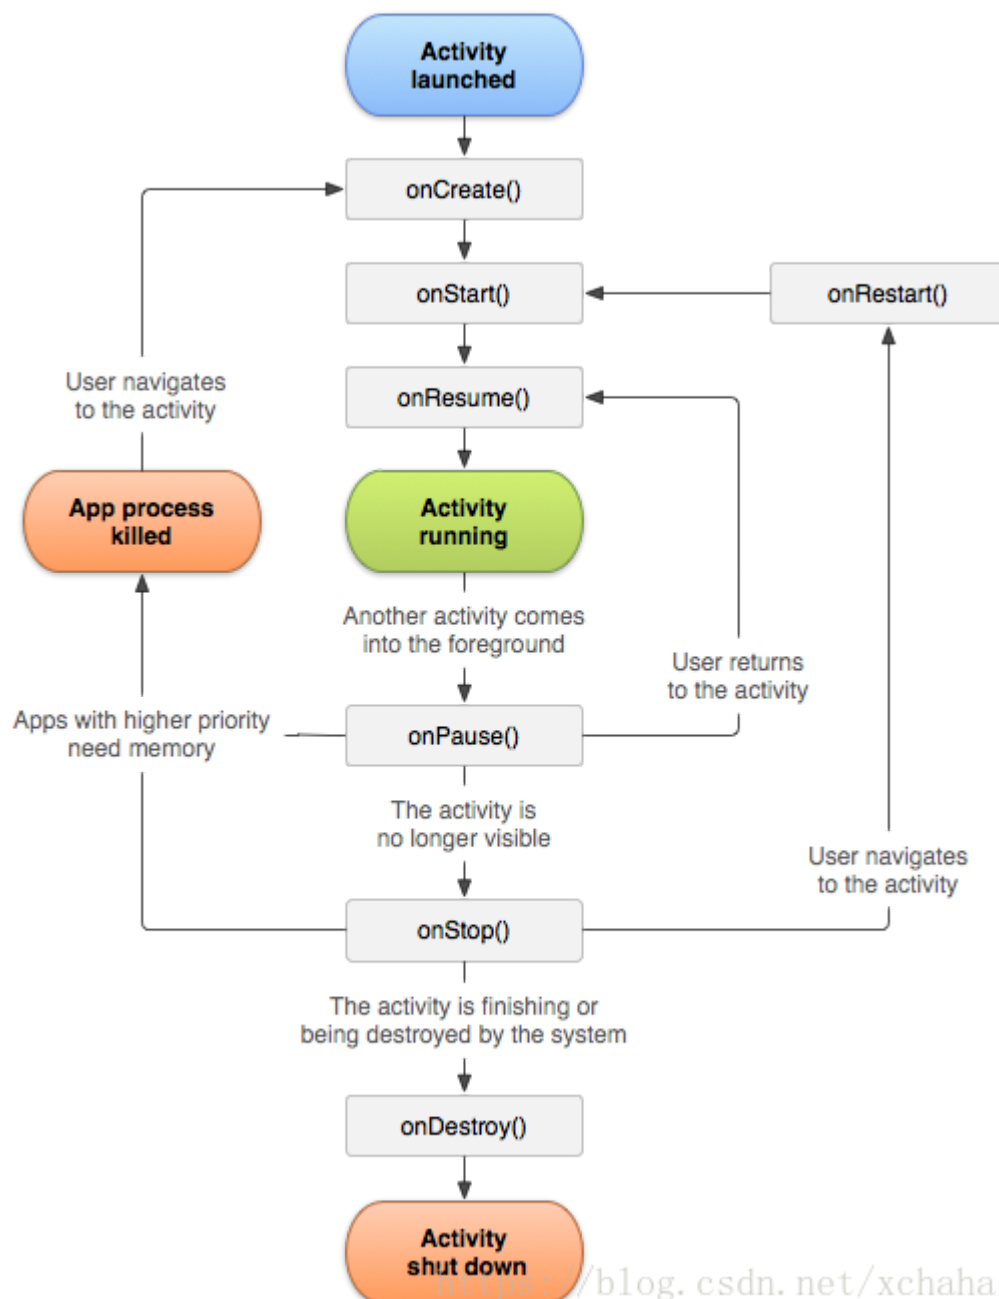 Activity
launched
onCreate()
onStart()
onRestart()
onResume()
User navigates
to the activity
App process
killed
Activity
running
Another activity comes
into the foreground
User returns
to the activity
Apps with higher priority
need memory
onPause()
The activity is
no longer visible
User navigates
to the activity
onStop()
The activity is finishing or
being destroyed by the system
onDestroy()
Activity
shut down
https://blog.csdn.net/xchaha